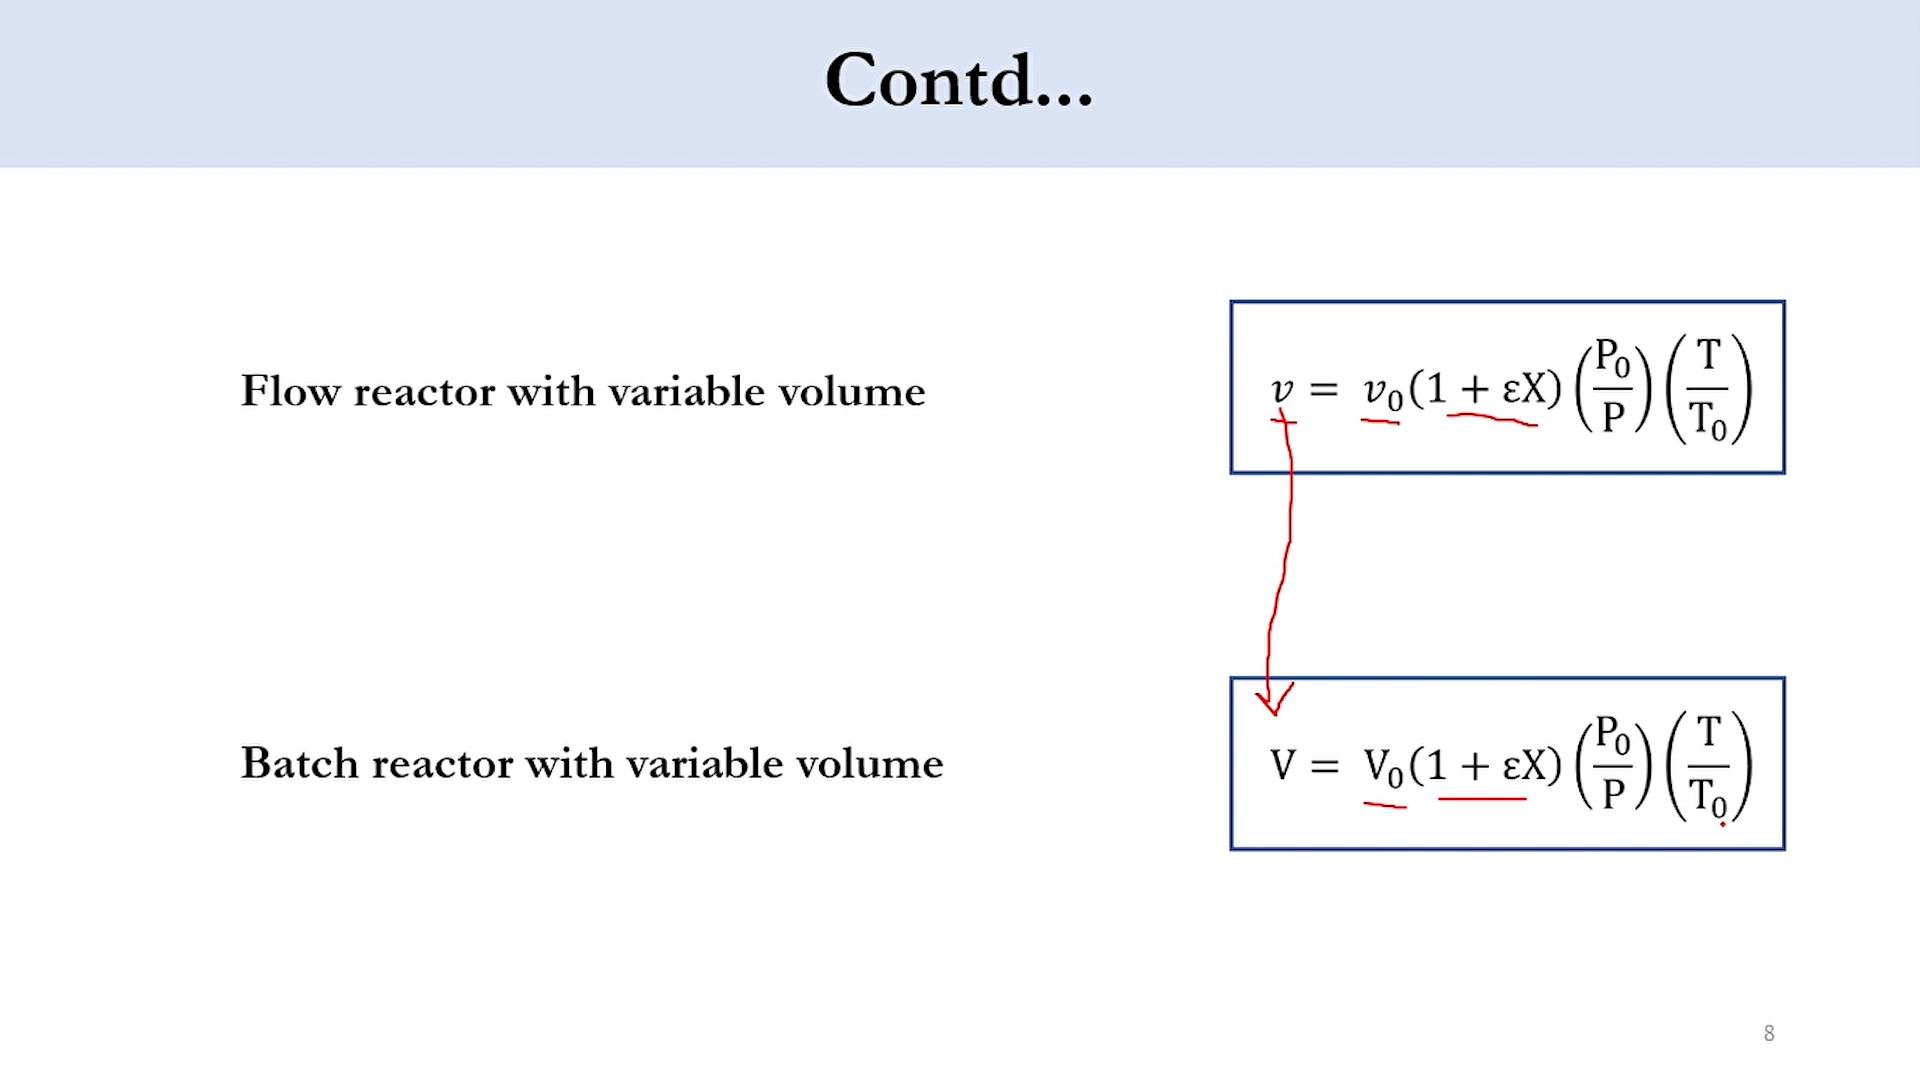 Contd...
Flow reactor with variable volume
v = v₀(1 + εX)(P₀/P)(T/T₀)
Batch reactor with variable volume
V = V₀(1 + εX)(P₀/P)(T/T₀)
8